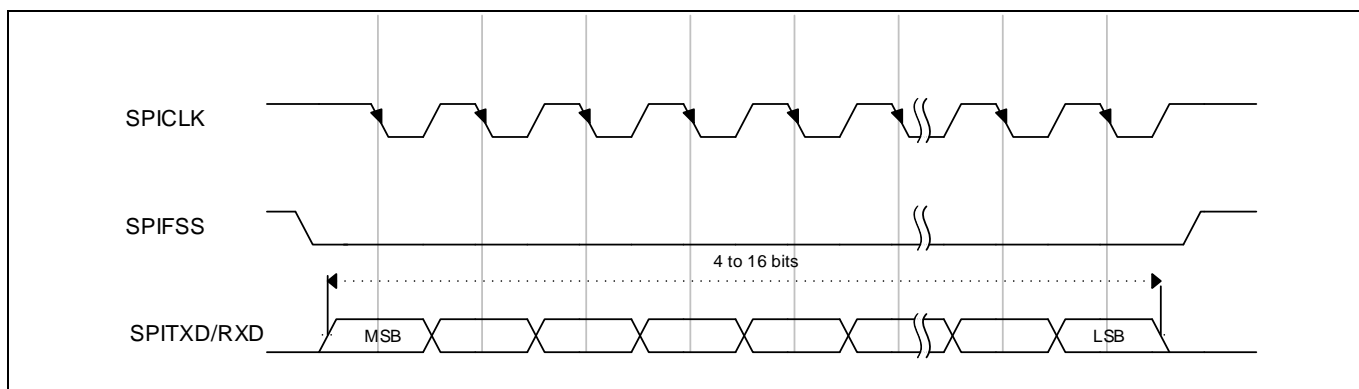 SPICLK
SPIFSS
4 to 16 bits
SPITXD/RXD
MSB
LSB